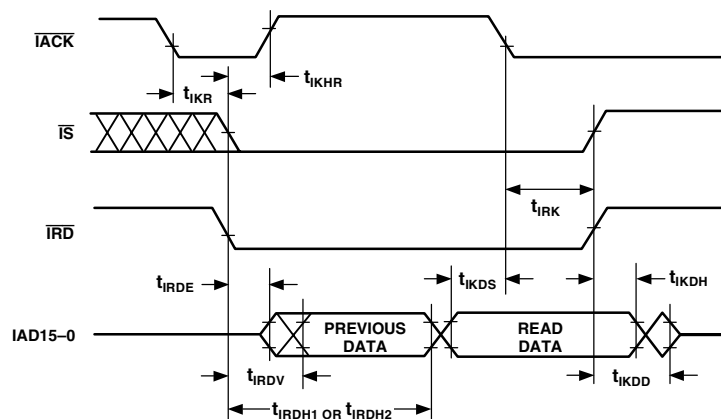 IACK
tIKR
tIKHR
IS
tIRK
IRD
tIRDE
tIKDS
tIKDH
IAD15–0
PREVIOUS
DATA
READ
DATA
tIRDV
tIKDD
tIRDH1 OR tIRDH2